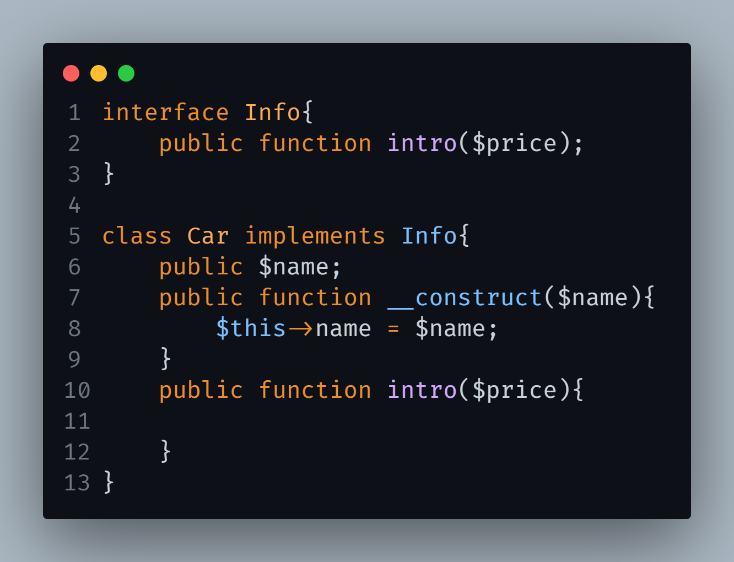 1 interface Info{
2     public function intro($price);
3 }
4
5 class Car implements Info{
6     public $name;
7     public function __construct($name){
8         $this->name = $name;
9     }
10     public function intro($price){
11
12     }
13 }